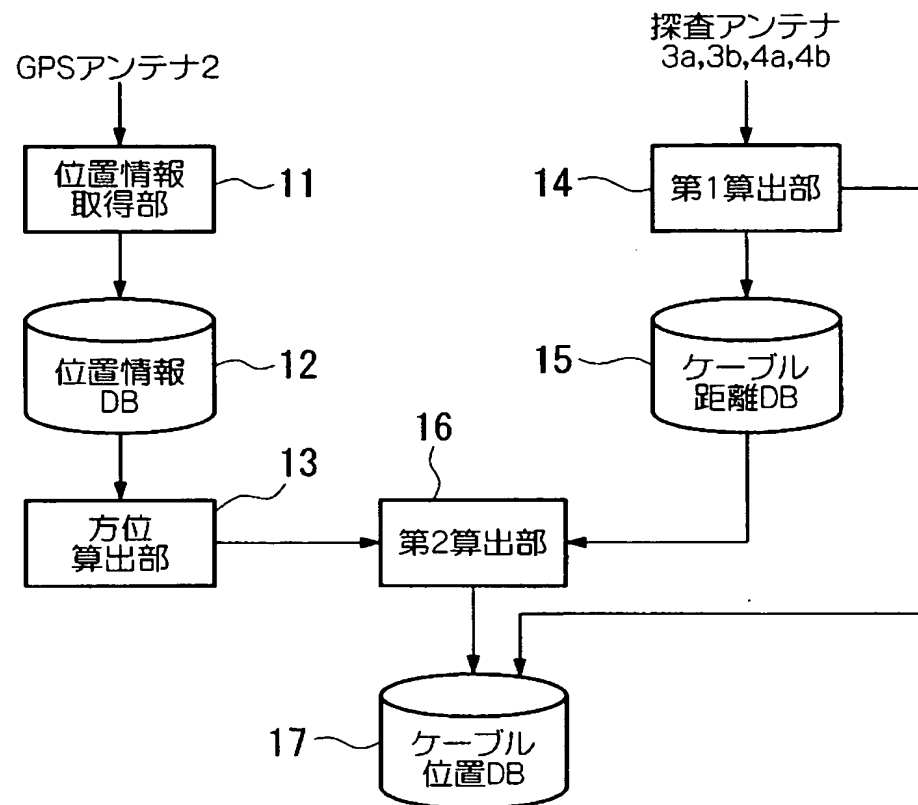 GPSアンテナ2
探査アンテナ
3a,3b,4a,4b
位置情報
取得部
11
14
第1算出部
位置情報
DB
12
15
ケーブル
距離DB
13
16
方位
算出部
第2算出部
17
ケーブル
位置DB